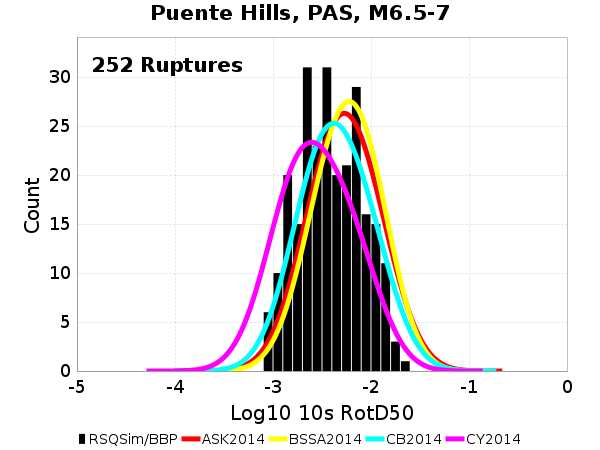 Puente Hills, PAS, M6.5-7
252 Ruptures
30
25
20
15
10
5
0
Count
-5 -4 -3 -2 -1 0
Log10 10s RotD50
RSQSim/BBP ASK2014 BSSA2014 CB2014 CY2014